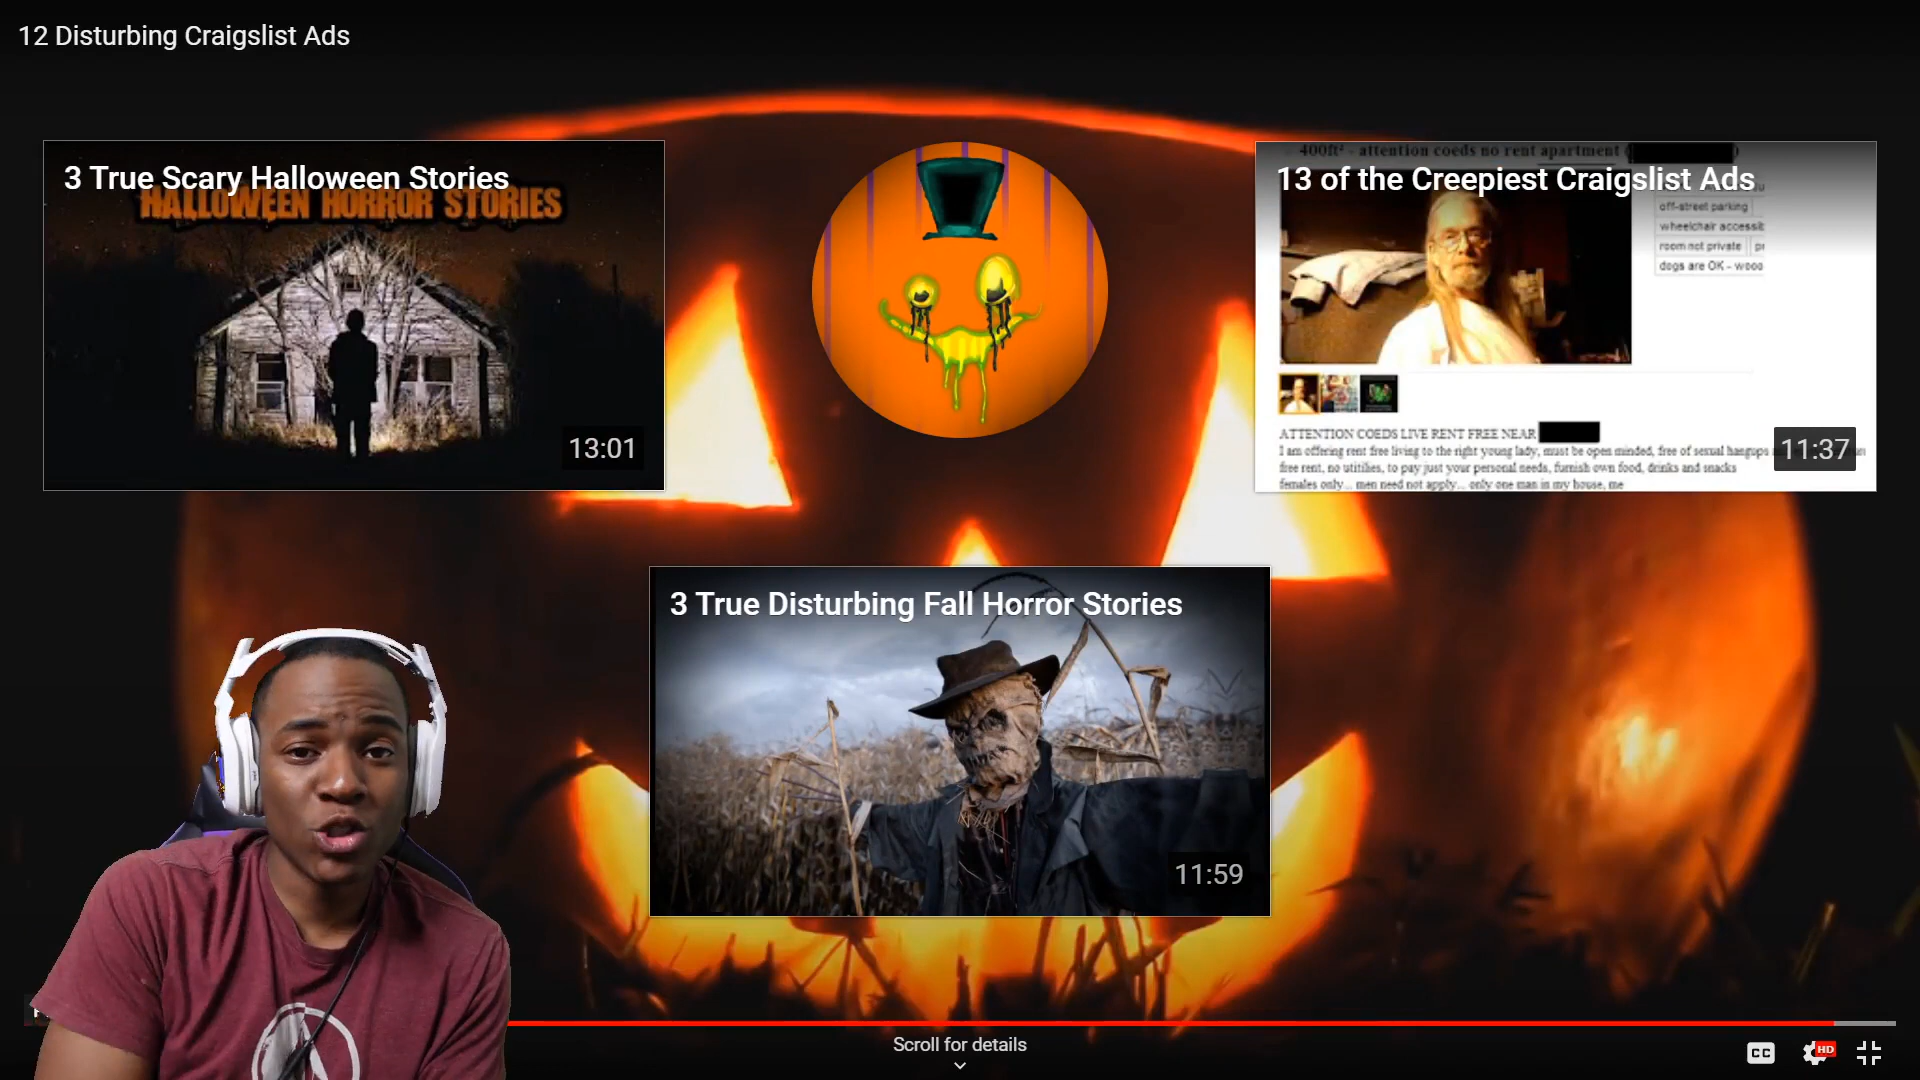 12 Disturbing Craigslist Ads
3 True Scary Halloween Stories
HALLOWEEN HORROR STORIES
13:01
400ft² - attention coeds no rent apartment (
13 of the Creepiest Craigslist Ads
off-street parking
wheelchair accessib
room not private
dogs are OK - wooo
ATTENTION COEDS LIVE RENT FREE NEAR
I am offering rent free living to the right young lady, must be open minded, free of sexual hangups
free rent, no utitilies, to pay just your personal needs, furnish own food, drinks and snacks
females only... men need not apply... only one man in my house, me
11:37
3 True Disturbing Fall Horror Stories
11:59
Scroll for details
CC
HD